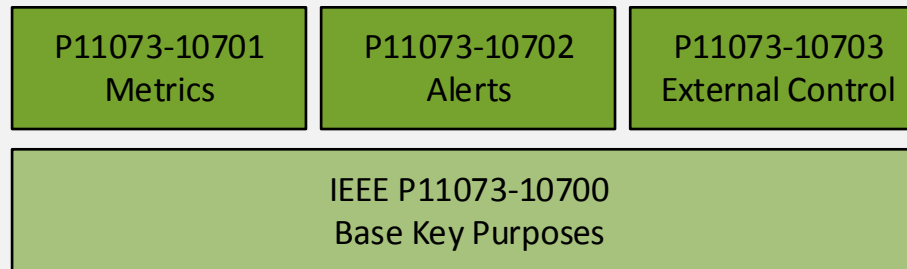 P11073-10701
Metrics
P11073-10702
Alerts
P11073-10703
External Control
IEEE P11073-10700
Base Key Purposes